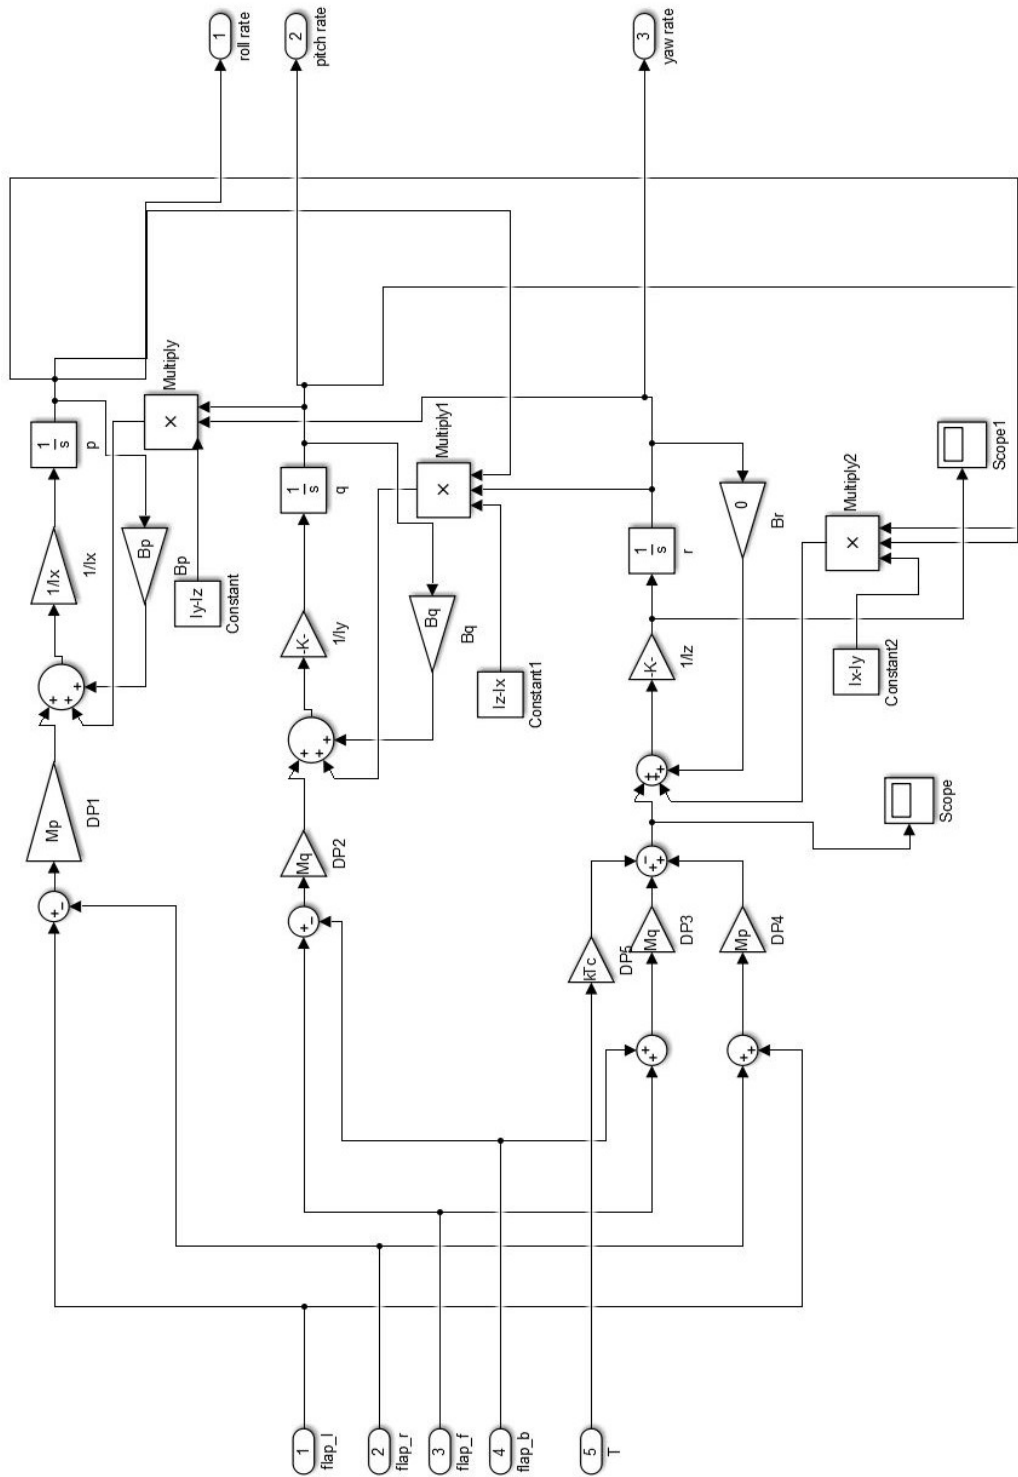 1
flap_l
2
flap_r
3
flap_f
4
flap_b
5
T
+-
Mp
DP1
+
+
+
1/Ix
1/Ix
1
s
p
Bp
Bp
Iy-Iz
Constant
×
Multiply
1
roll rate
+-
Mq
DP2
+
+
+
-K-
1/Iy
1
s
q
Bq
Bq
Iz-Ix
Constant1
×
Multiply1
2
pitch rate
kTc
DP5
+
+
Mq
DP3
+
+
Mp
DP4
-
+
+
Scope
+
+
+
-K-
1/Iz
1
s
r
0
Br
Ix-Iy
Constant2
×
Multiply2
Scope1
3
yaw rate